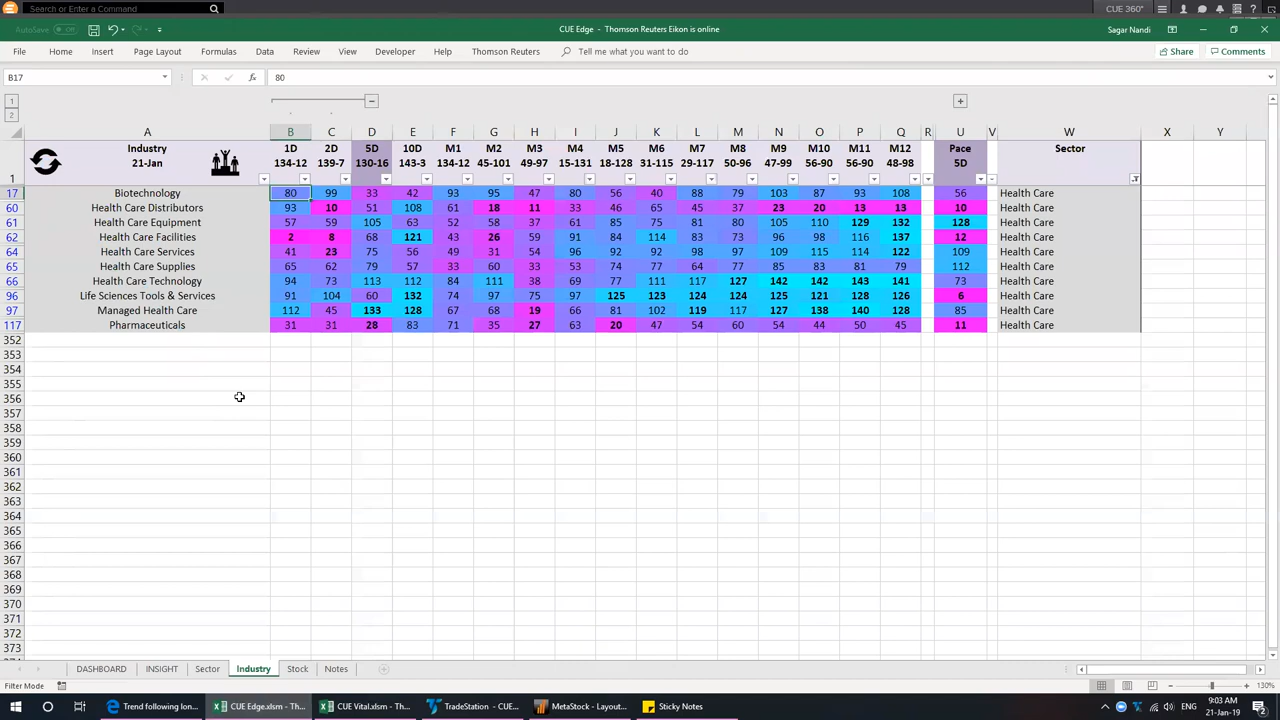 Search or Enter Command
CUE 360°
AutoSave Off
CUE Edge - Thomson Reuters Eikon is online
Sagar Nandi
File Home Insert Draw Page Layout Formulas Data Review View Developer Help Thomson Reuters Tell me what you want to do Share Comments
B17 fx 80
1
2
A B C D E F G H I J K L M N O P Q R U V W X Y
Industry 1D 2D 5D 10D M1 M2 M3 M4 M5 M6 M7 M8 M9 M10 M11 M12 Pace Sector
21-Jan 134-12 139-7 130-16 143-3 134-12 45-101 49-97 15-131 18-128 31-115 29-117 50-96 47-99 56-90 56-90 48-98 5D
1
17 Biotechnology 80 99 33 42 93 95 47 80 56 40 88 79 103 87 93 108 56 Health Care
60 Health Care Distributors 93 10 51 108 61 18 11 33 46 65 45 37 23 20 13 13 10 Health Care
61 Health Care Equipment 57 59 105 63 52 58 37 61 85 75 81 80 105 110 129 132 128 Health Care
62 Health Care Facilities 2 8 68 121 43 26 59 91 84 114 83 73 96 98 116 137 12 Health Care
64 Health Care Services 41 23 75 56 49 31 54 96 92 92 98 97 109 115 114 122 109 Health Care
65 Health Care Supplies 65 62 79 57 33 60 33 53 74 77 64 77 85 83 81 79 112 Health Care
66 Health Care Technology 94 73 113 112 84 111 38 69 77 111 117 127 142 142 143 141 73 Health Care
96 Life Sciences Tools & Services 91 104 60 132 74 97 75 97 125 123 124 124 125 121 128 126 6 Health Care
97 Managed Health Care 112 45 133 128 67 68 19 66 81 102 119 117 127 138 140 128 85 Health Care
117 Pharmaceuticals 31 31 28 83 71 35 27 63 20 47 54 60 54 44 50 45 11 Health Care
352
353
354
355
356
357
358
359
360
361
362
363
364
365
366
367
368
369
370
371
372
373
DASHBOARD INSIGHT Sector Industry Stock Notes
Filter Mode
130%
Trend following lon... CUE Edge.xlsm - Th... CUE Vital.xlsm - Th... TradeStation - CUE... MetaStock - Layout... Sticky Notes
9:03 AM
21-Jan-19